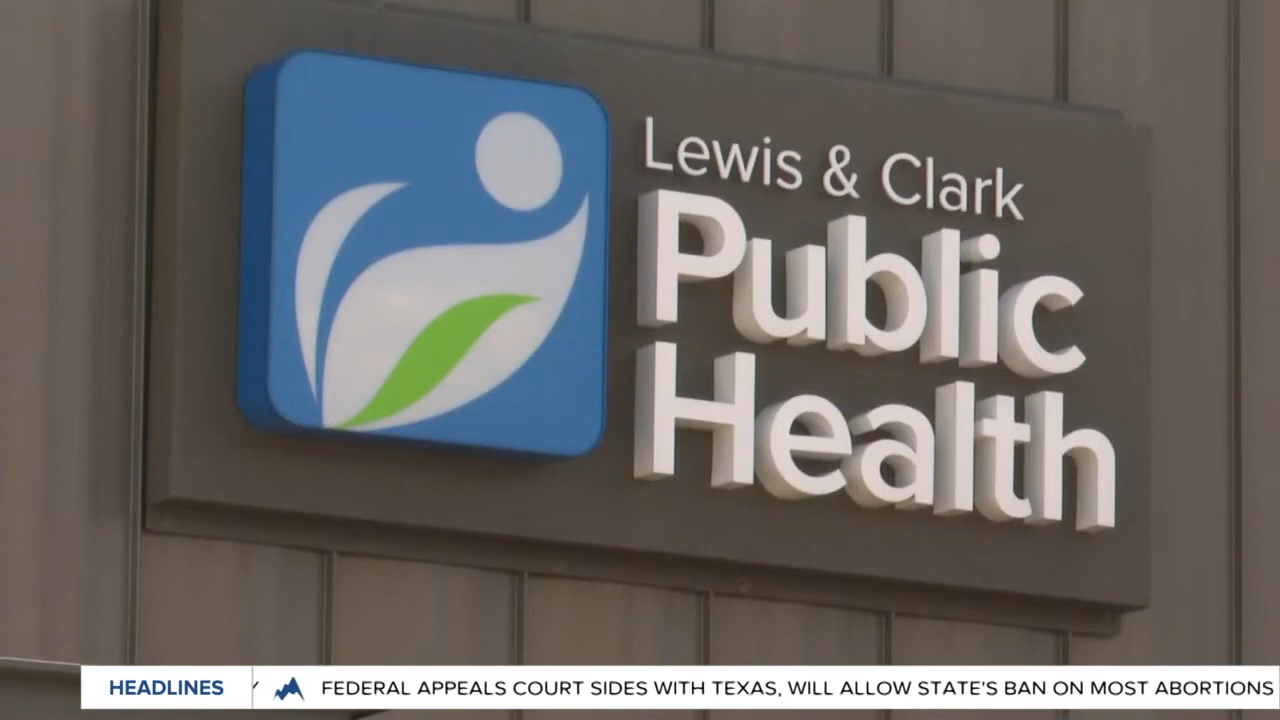 Lewis & Clark
Public
Health
HEADLINES
FEDERAL APPEALS COURT SIDES WITH TEXAS, WILL ALLOW STATE'S BAN ON MOST ABORTIONS